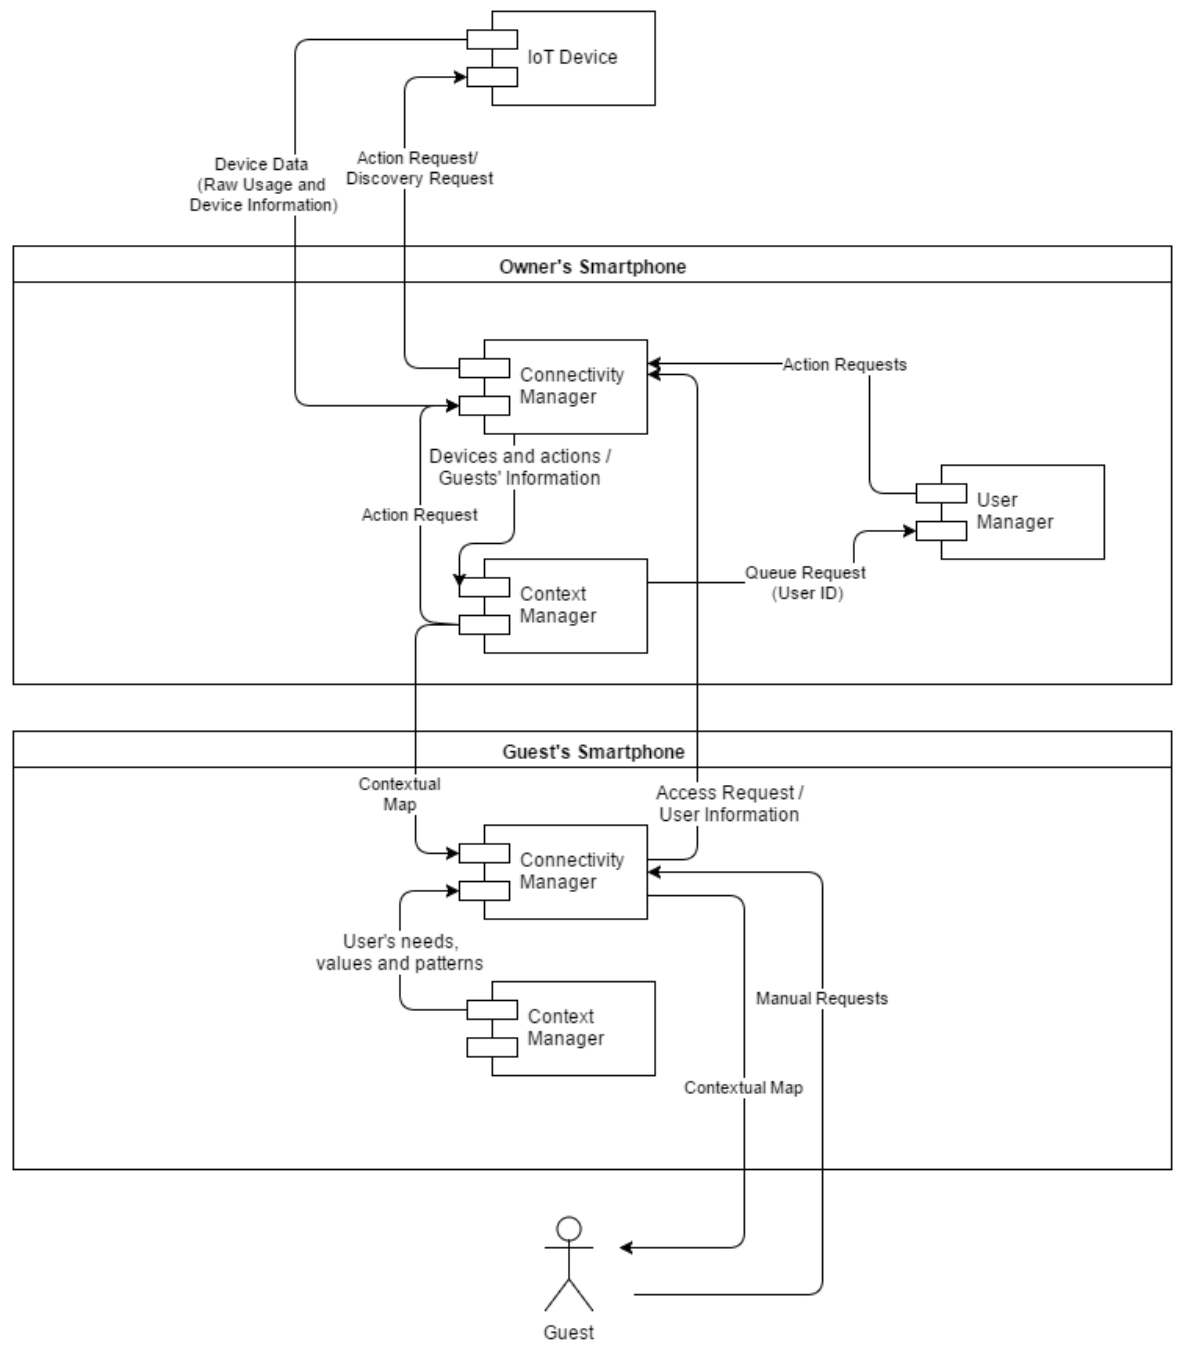 IoT Device
Device Data
(Raw Usage and
Device Information)
Action Request/
Discovery Request
Owner's Smartphone
Connectivity
Manager
Action Requests
Devices and actions /
Guests' Information
Action Request
User
Manager
Queue Request
(User ID)
Context
Manager
Guest's Smartphone
Contextual
Map
Access Request /
User Information
Connectivity
Manager
User's needs,
values and patterns
Manual Requests
Context
Manager
Contextual Map
Guest